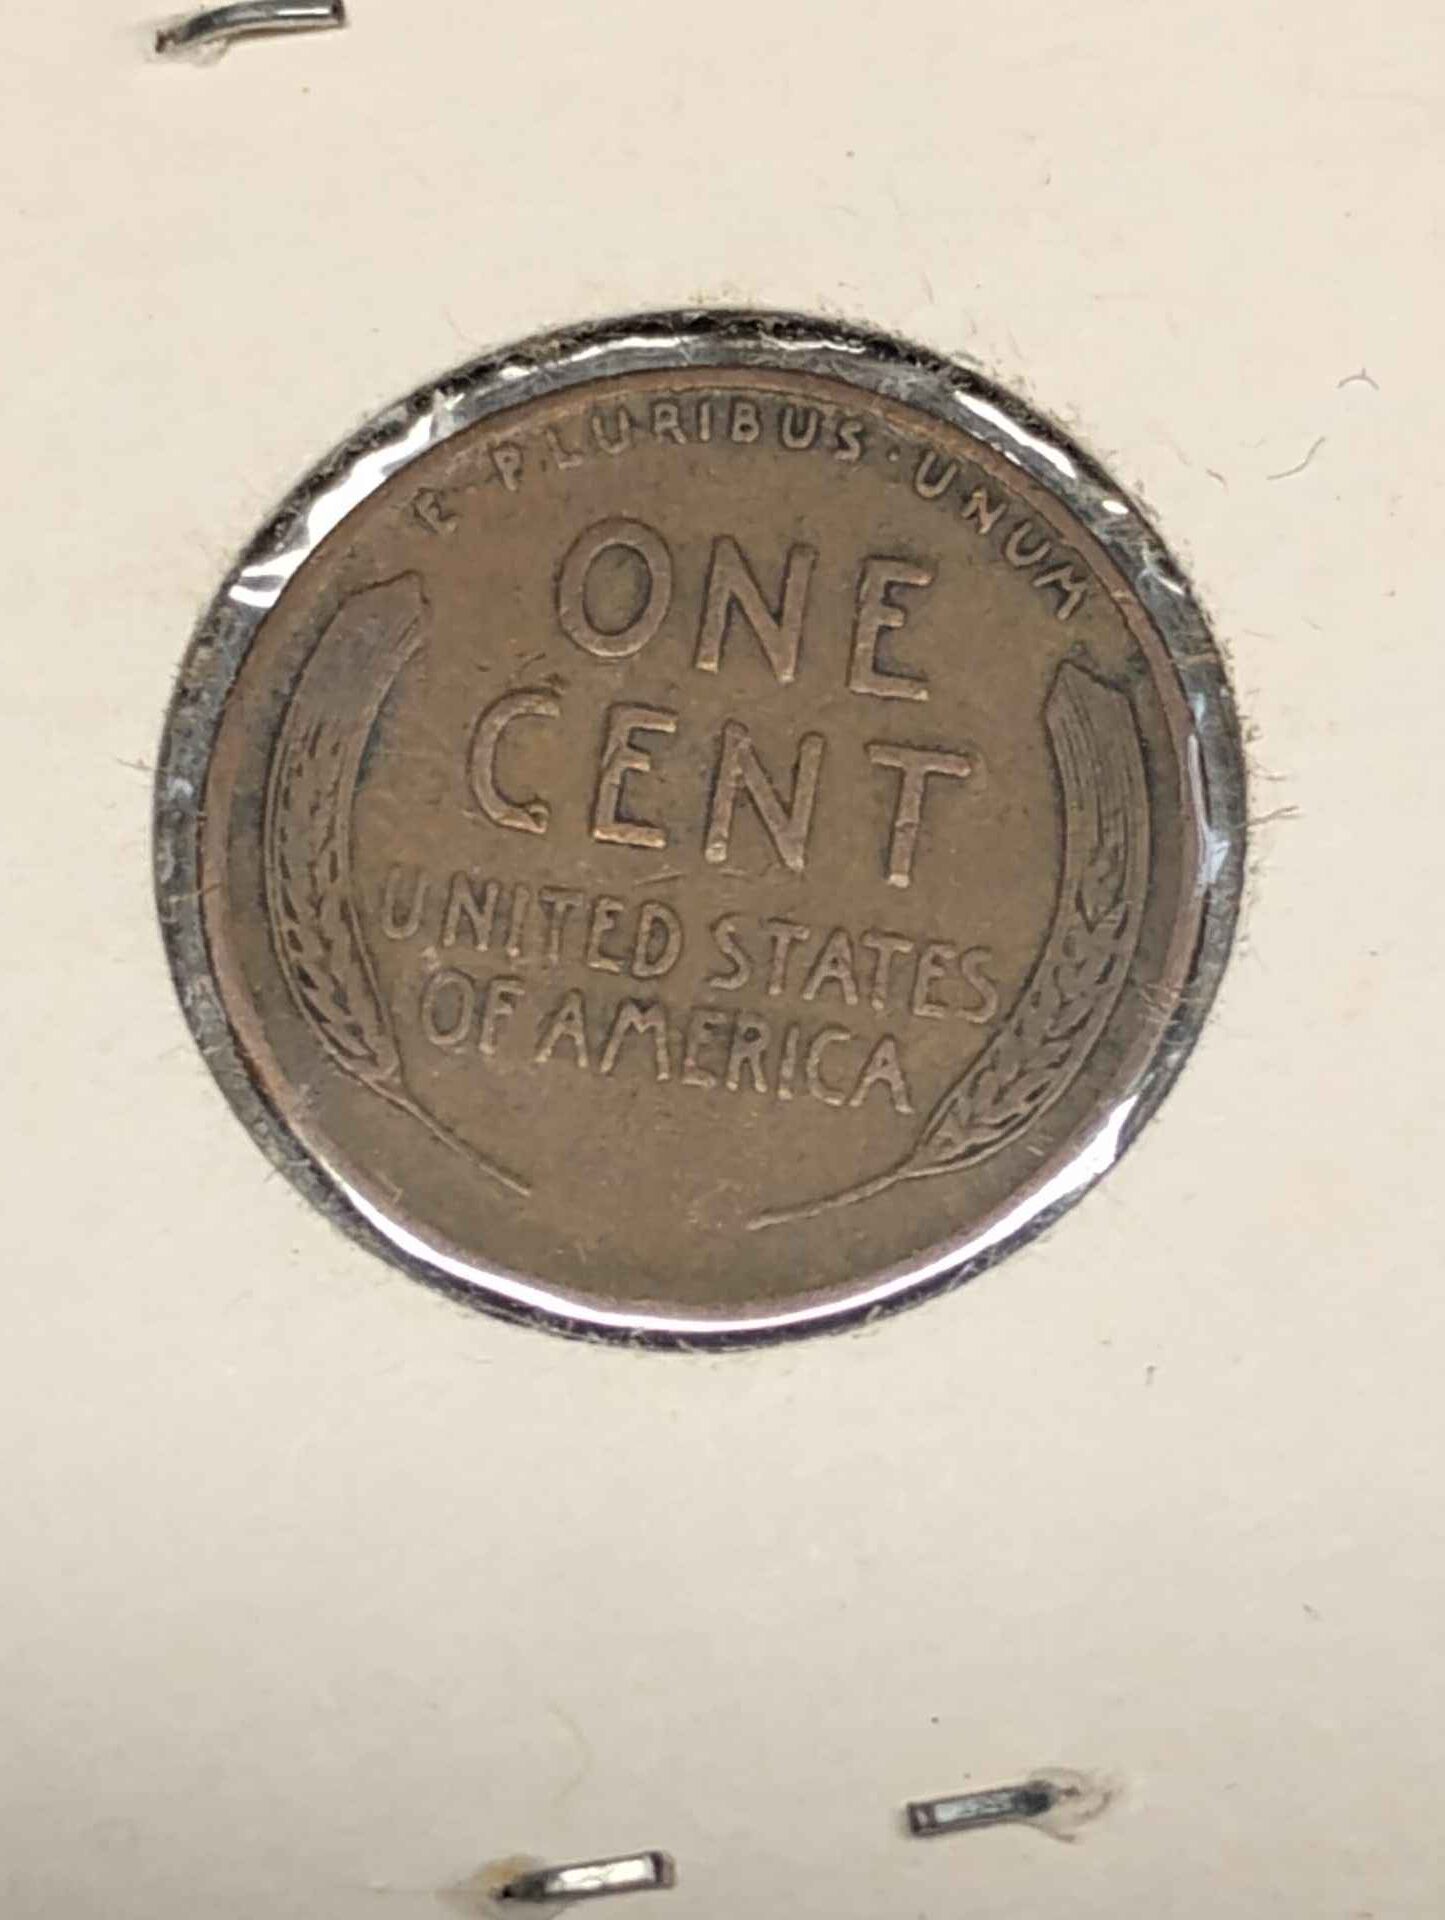 E · PLURIBUS · UNUM
ONE
CENT
UNITED STATES
OF AMERICA